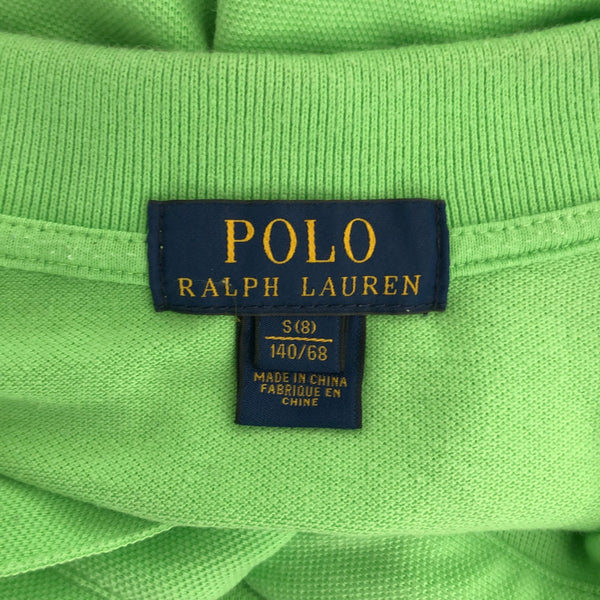 POLO
RALPH LAUREN
S(8)
140/68
MADE IN CHINA
FABRIQUE EN
CHINE